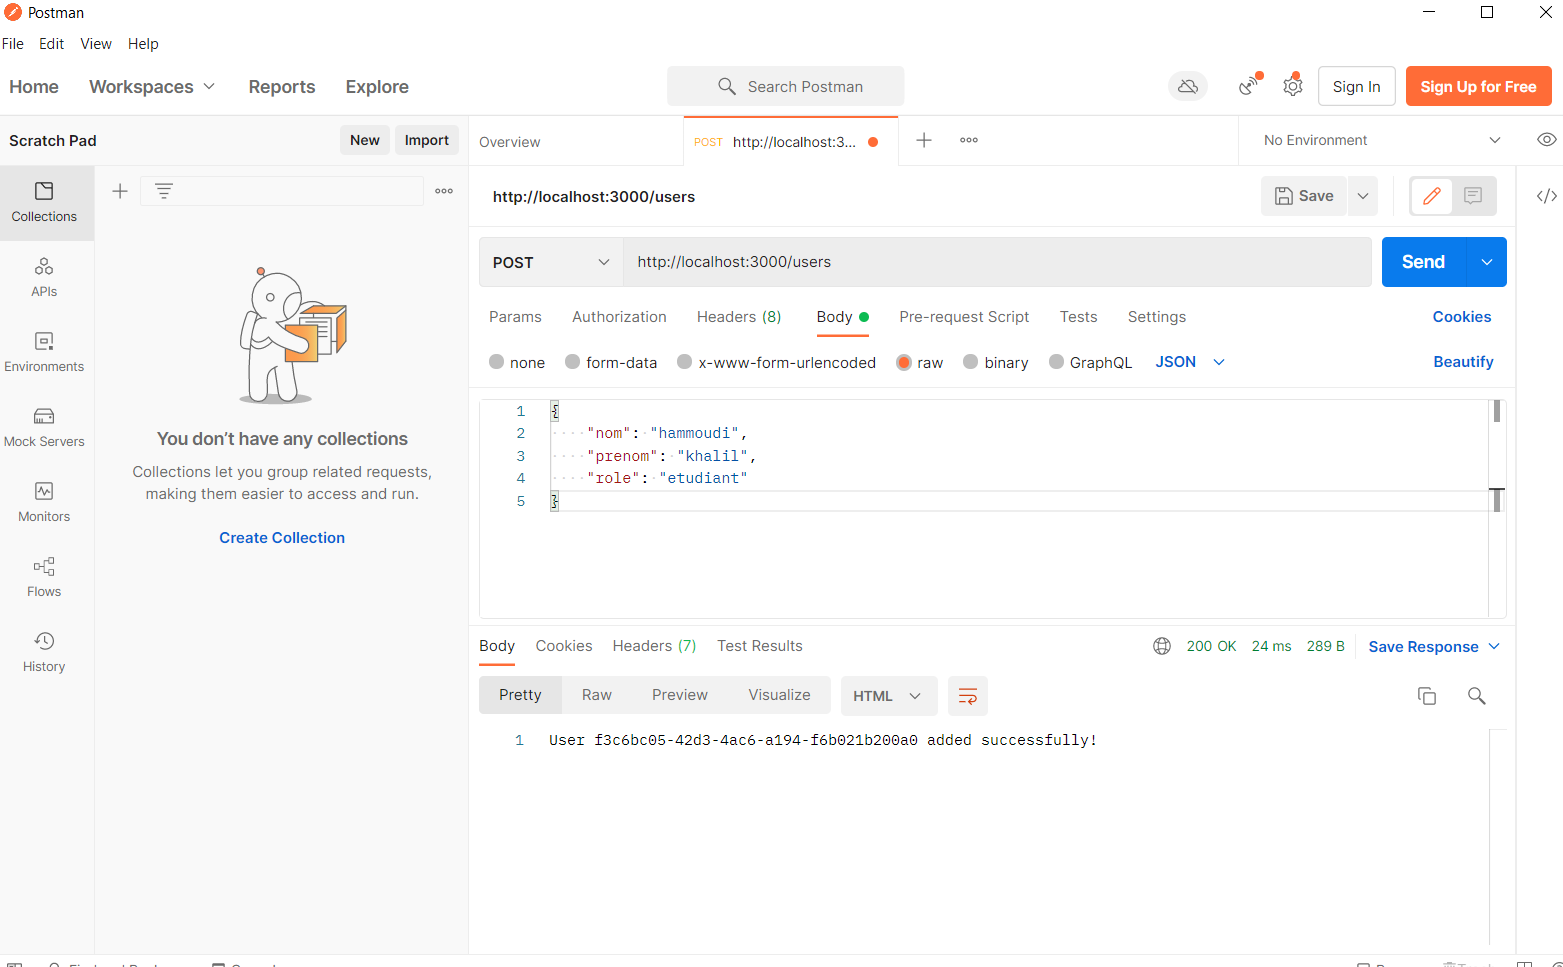 Postman
File Edit View Help
Home Workspaces Reports Explore
Search Postman
Sign In
Sign Up for Free
Scratch Pad
New Import
Overview
POST http://localhost:3...
No Environment
Collections
APIs
Environments
Mock Servers
Monitors
Flows
History
You don’t have any collections
Collections let you group related requests,
making them easier to access and run.
Create Collection
http://localhost:3000/users
Save
POST http://localhost:3000/users
Send
Params Authorization Headers (8) Body Pre-request Script Tests Settings Cookies
none form-data x-www-form-urlencoded raw binary GraphQL JSON Beautify
1 {
2 "nom": "hammoudi",
3 "prenom": "khalil",
4 "role": "etudiant"
5 }
Body Cookies Headers (7) Test Results 200 OK 24 ms 289 B Save Response
Pretty Raw Preview Visualize HTML
1 User f3c6bc05-42d3-4ac6-a194-f6b021b200a0 added successfully!